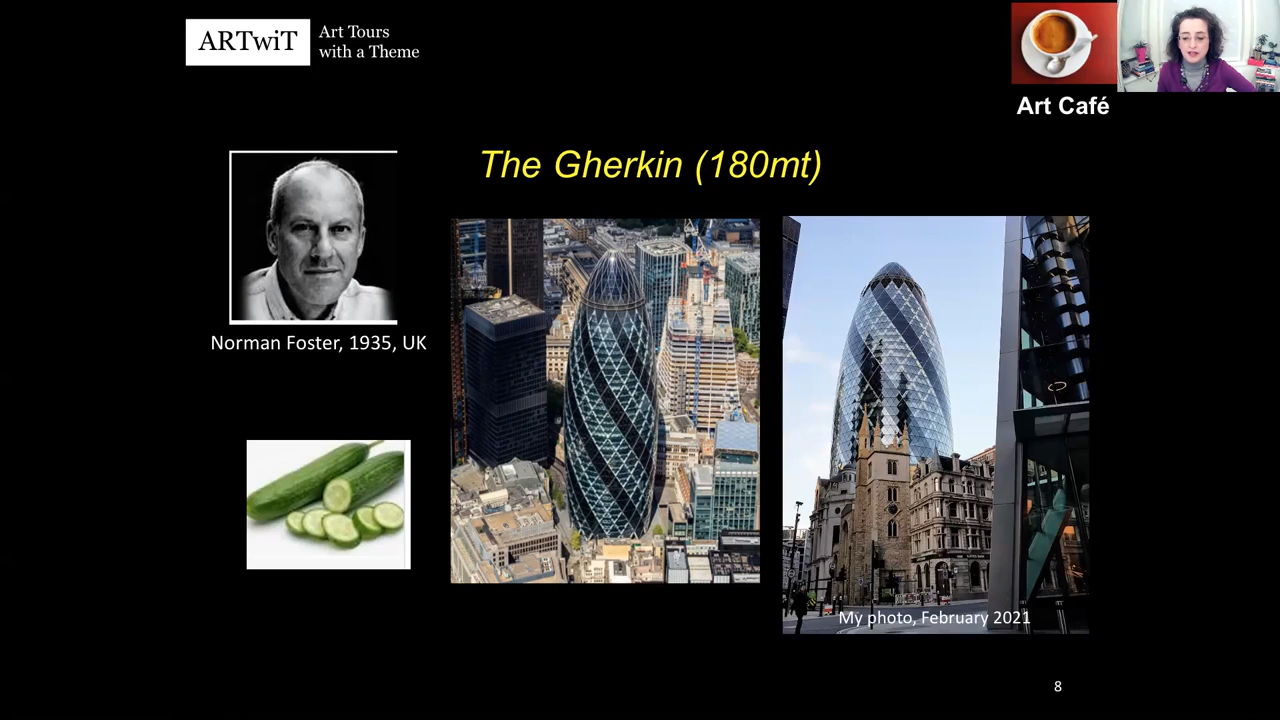 ARTwiT
Art Tours
with a Theme
Art Café
The Gherkin (180mt)
Norman Foster, 1935, UK
My photo, February 2021
8